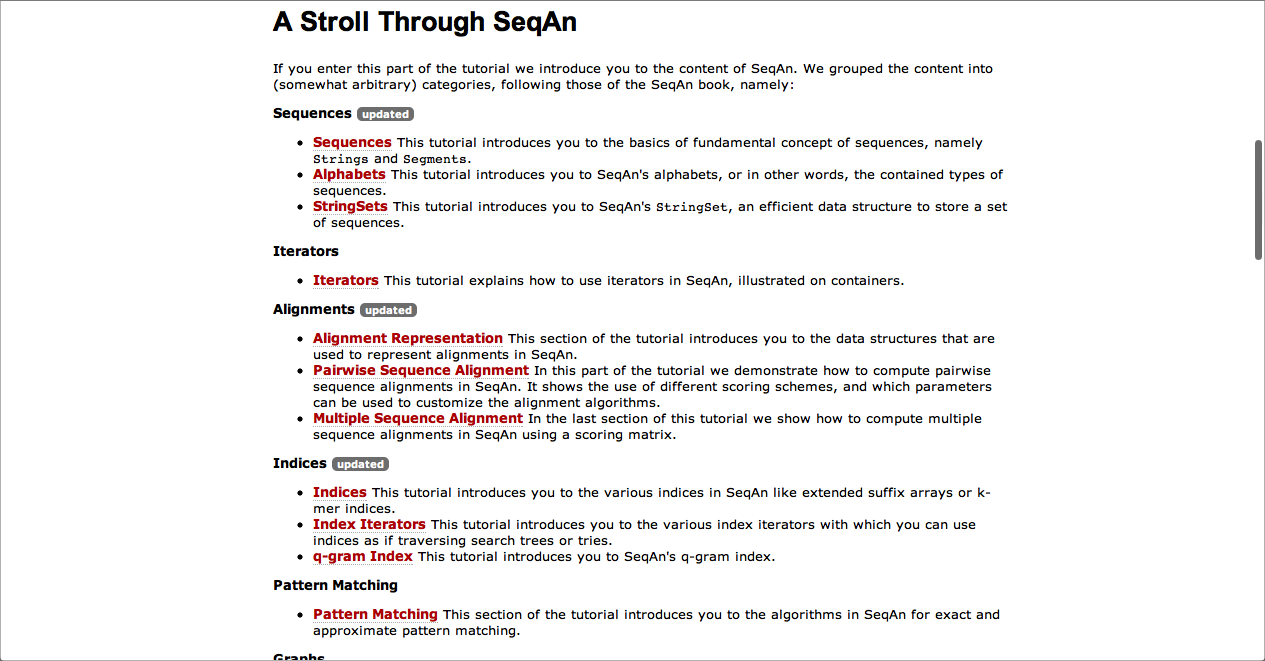 A Stroll Through SeqAn
If you enter this part of the tutorial we introduce you to the content of SeqAn. We grouped the content into
(somewhat arbitrary) categories, following those of the SeqAn book, namely:
Sequences updated
• Sequences This tutorial introduces you to the basics of fundamental concept of sequences, namely
Strings and Segments.
• Alphabets This tutorial introduces you to SeqAn's alphabets, or in other words, the contained types of
sequences.
• StringSets This tutorial introduces you to SeqAn's StringSet, an efficient data structure to store a set
of sequences.
Iterators
• Iterators This tutorial explains how to use iterators in SeqAn, illustrated on containers.
Alignments updated
• Alignment Representation This section of the tutorial introduces you to the data structures that are
used to represent alignments in SeqAn.
• Pairwise Sequence Alignment In this part of the tutorial we demonstrate how to compute pairwise
sequence alignments in SeqAn. It shows the use of different scoring schemes, and which parameters
can be used to customize the alignment algorithms.
• Multiple Sequence Alignment In the last section of this tutorial we show how to compute multiple
sequence alignments in SeqAn using a scoring matrix.
Indices updated
• Indices This tutorial introduces you to the various indices in SeqAn like extended suffix arrays or k-
mer indices.
• Index Iterators This tutorial introduces you to the various index iterators with which you can use
indices as if traversing search trees or tries.
• q-gram Index This tutorial introduces you to SeqAn's q-gram index.
Pattern Matching
• Pattern Matching This section of the tutorial introduces you to the algorithms in SeqAn for exact and
approximate pattern matching.
Graphs